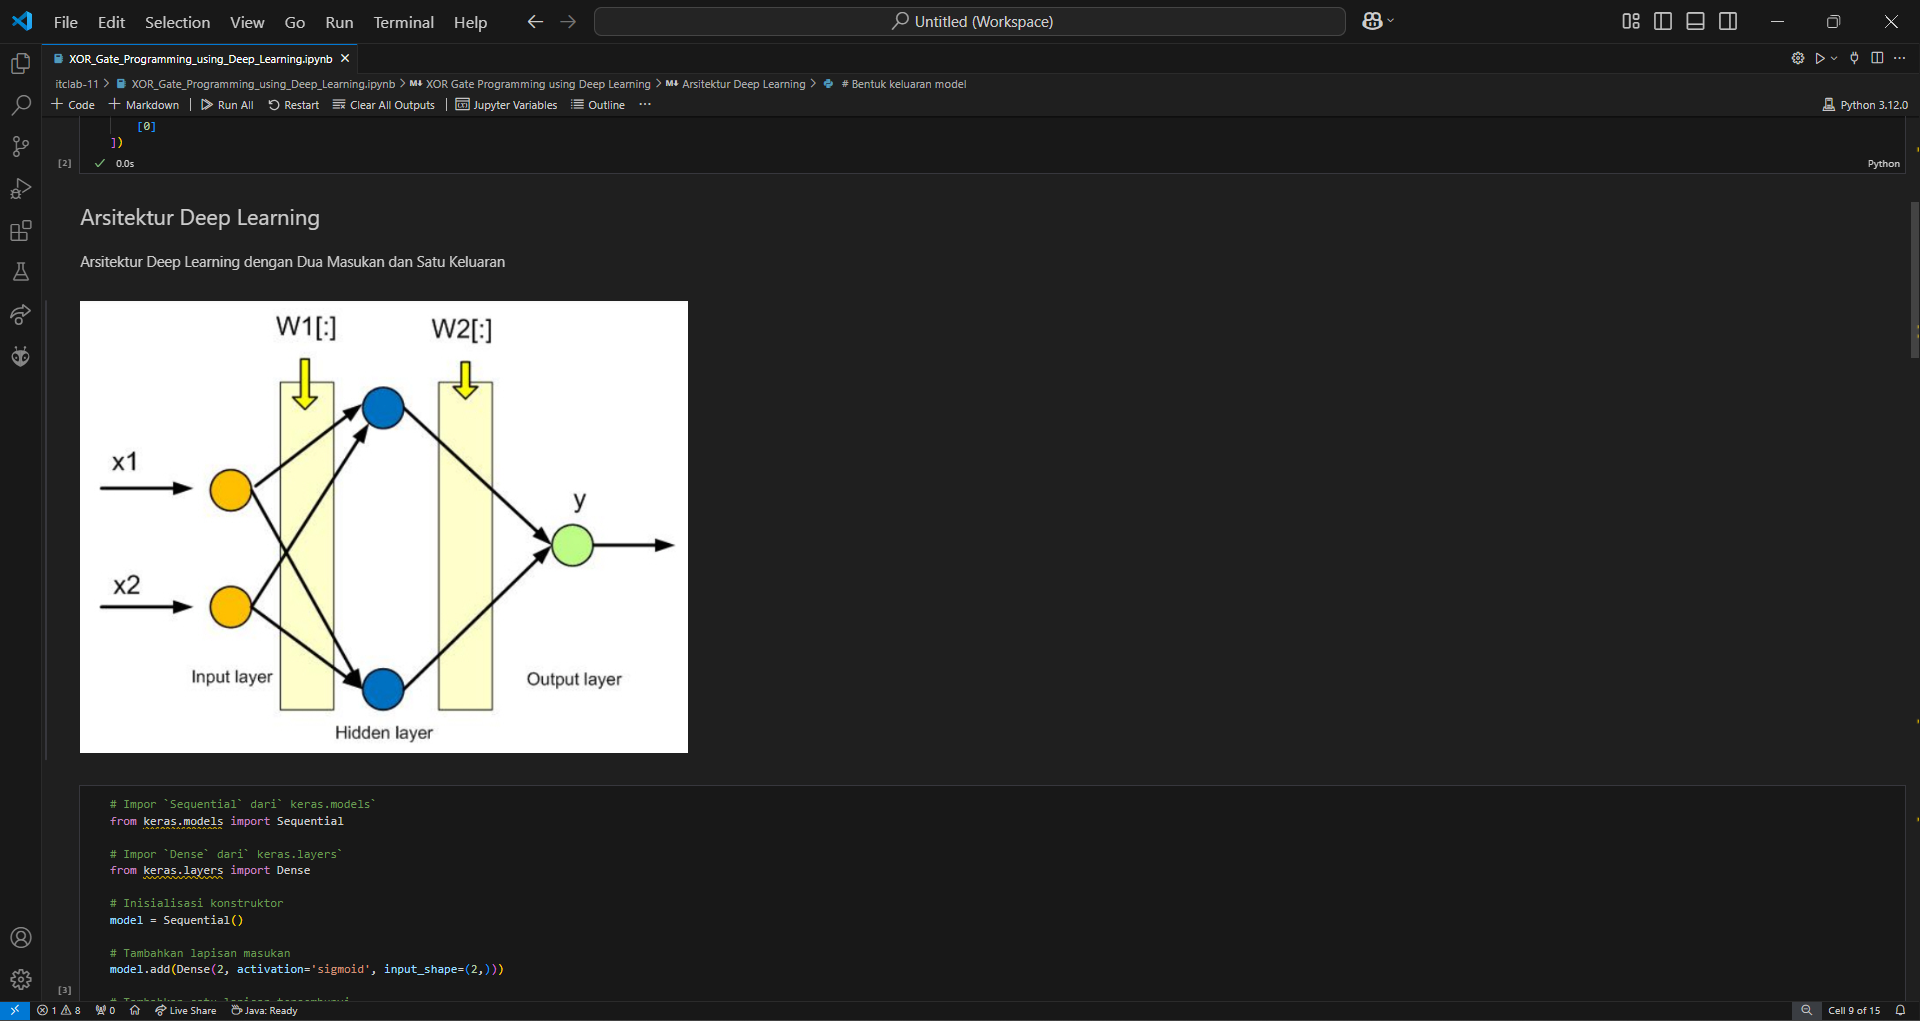 File Edit Selection View Go Run Terminal Help
Untitled (Workspace)
XOR_Gate_Programming_using_Deep_Learning.ipynb
itclab-11 > XOR_Gate_Programming_using_Deep_Learning.ipynb > M↓ XOR Gate Programming using Deep Learning > M↓ Arsitektur Deep Learning > # Bentuk keluaran model
+ Code + Markdown Run All Restart Clear All Outputs Jupyter Variables Outline ... Python 3.12.0
[0]
])
[2] 0.0s Python
Arsitektur Deep Learning
Arsitektur Deep Learning dengan Dua Masukan dan Satu Keluaran
W1[:] W2[:]
x1
y
x2
Input layer
Output layer
Hidden layer
# Impor `Sequential` dari` keras.models`
from keras.models import Sequential
# Impor `Dense` dari` keras.layers`
from keras.layers import Dense
# Inisialisasi konstruktor
model = Sequential()
# Tambahkan lapisan masukan
model.add(Dense(2, activation='sigmoid', input_shape=(2,)))
[3]
1 8 0 Live Share Java: Ready Cell 9 of 15